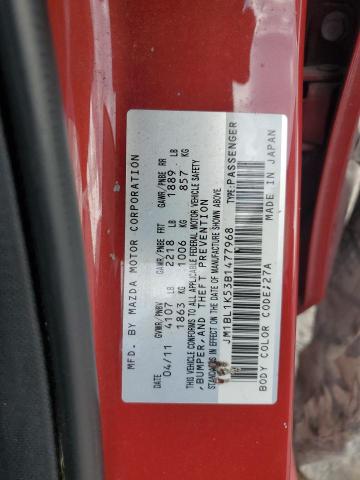 MFD. BY MAZDA MOTOR CORPORATION
DATE GVWR/PNBV LB GAWR/PNBE FRT LB GAWR/PNBE RR LB
04/11 4107 2218 1889
1863 KG 1006 KG 857 KG
THIS VEHICLE CONFORMS TO ALL APPLICABLE FEDERAL MOTOR VEHICLE SAFETY
,BUMPER,AND THEFT PREVENTION
STANDARDS IN EFFECT ON THE DATE OF MANUFACTURE SHOWN ABOVE.
JM1BL1K53B1477968 TYPE:PASSENGER
BODY COLOR CODE;27A MADE IN JAPAN